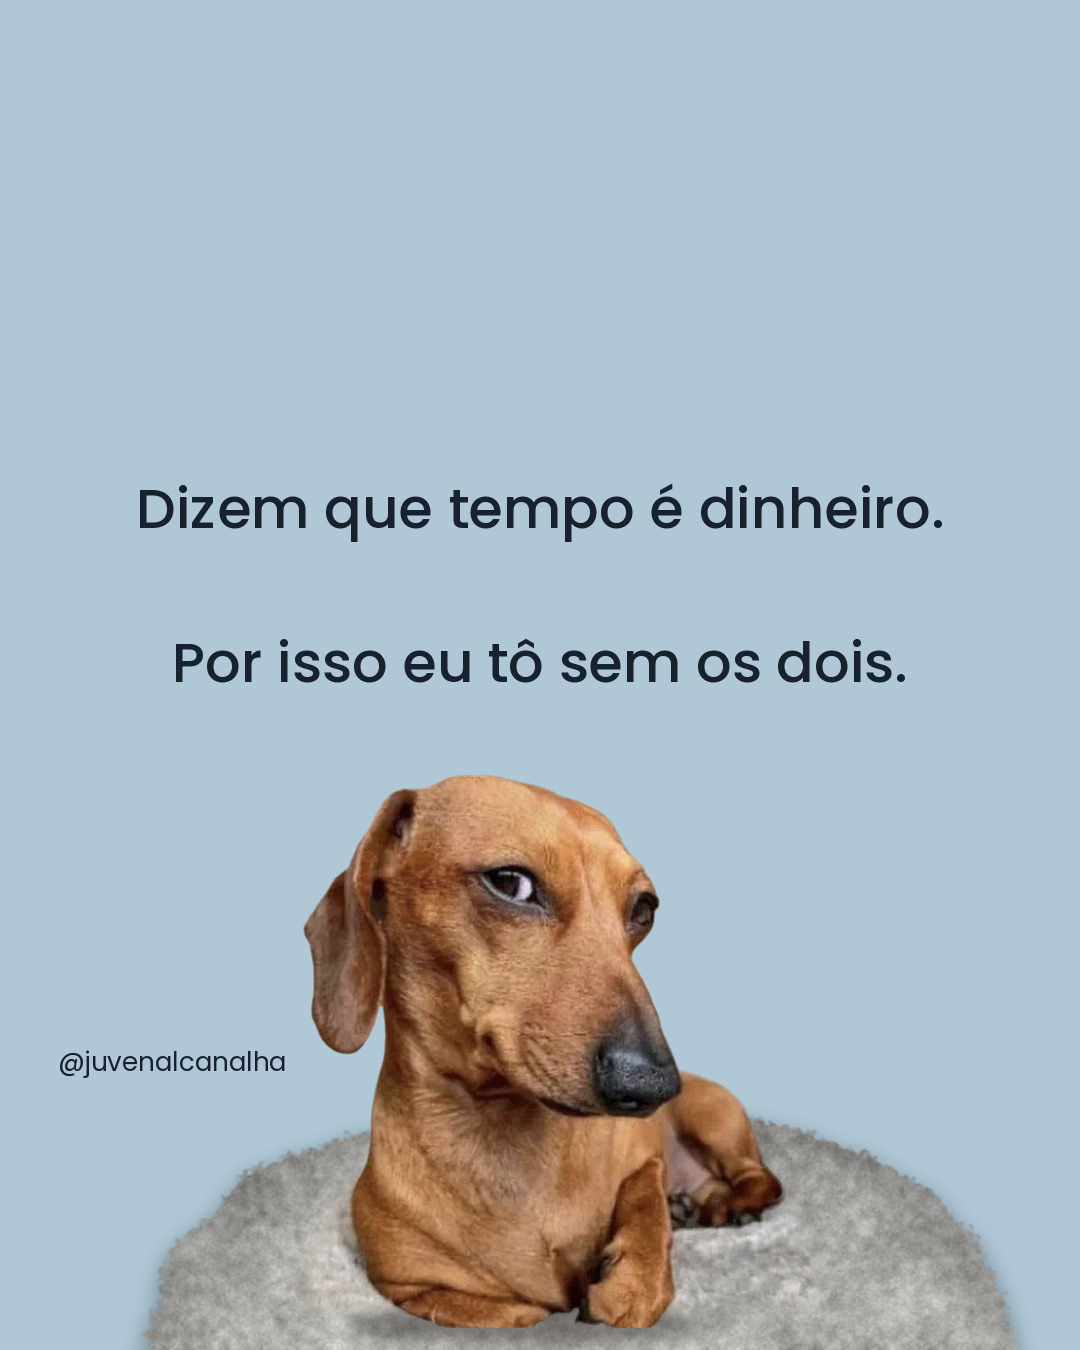 Dizem que tempo é dinheiro.
Por isso eu tô sem os dois.
@juvenalcanalha